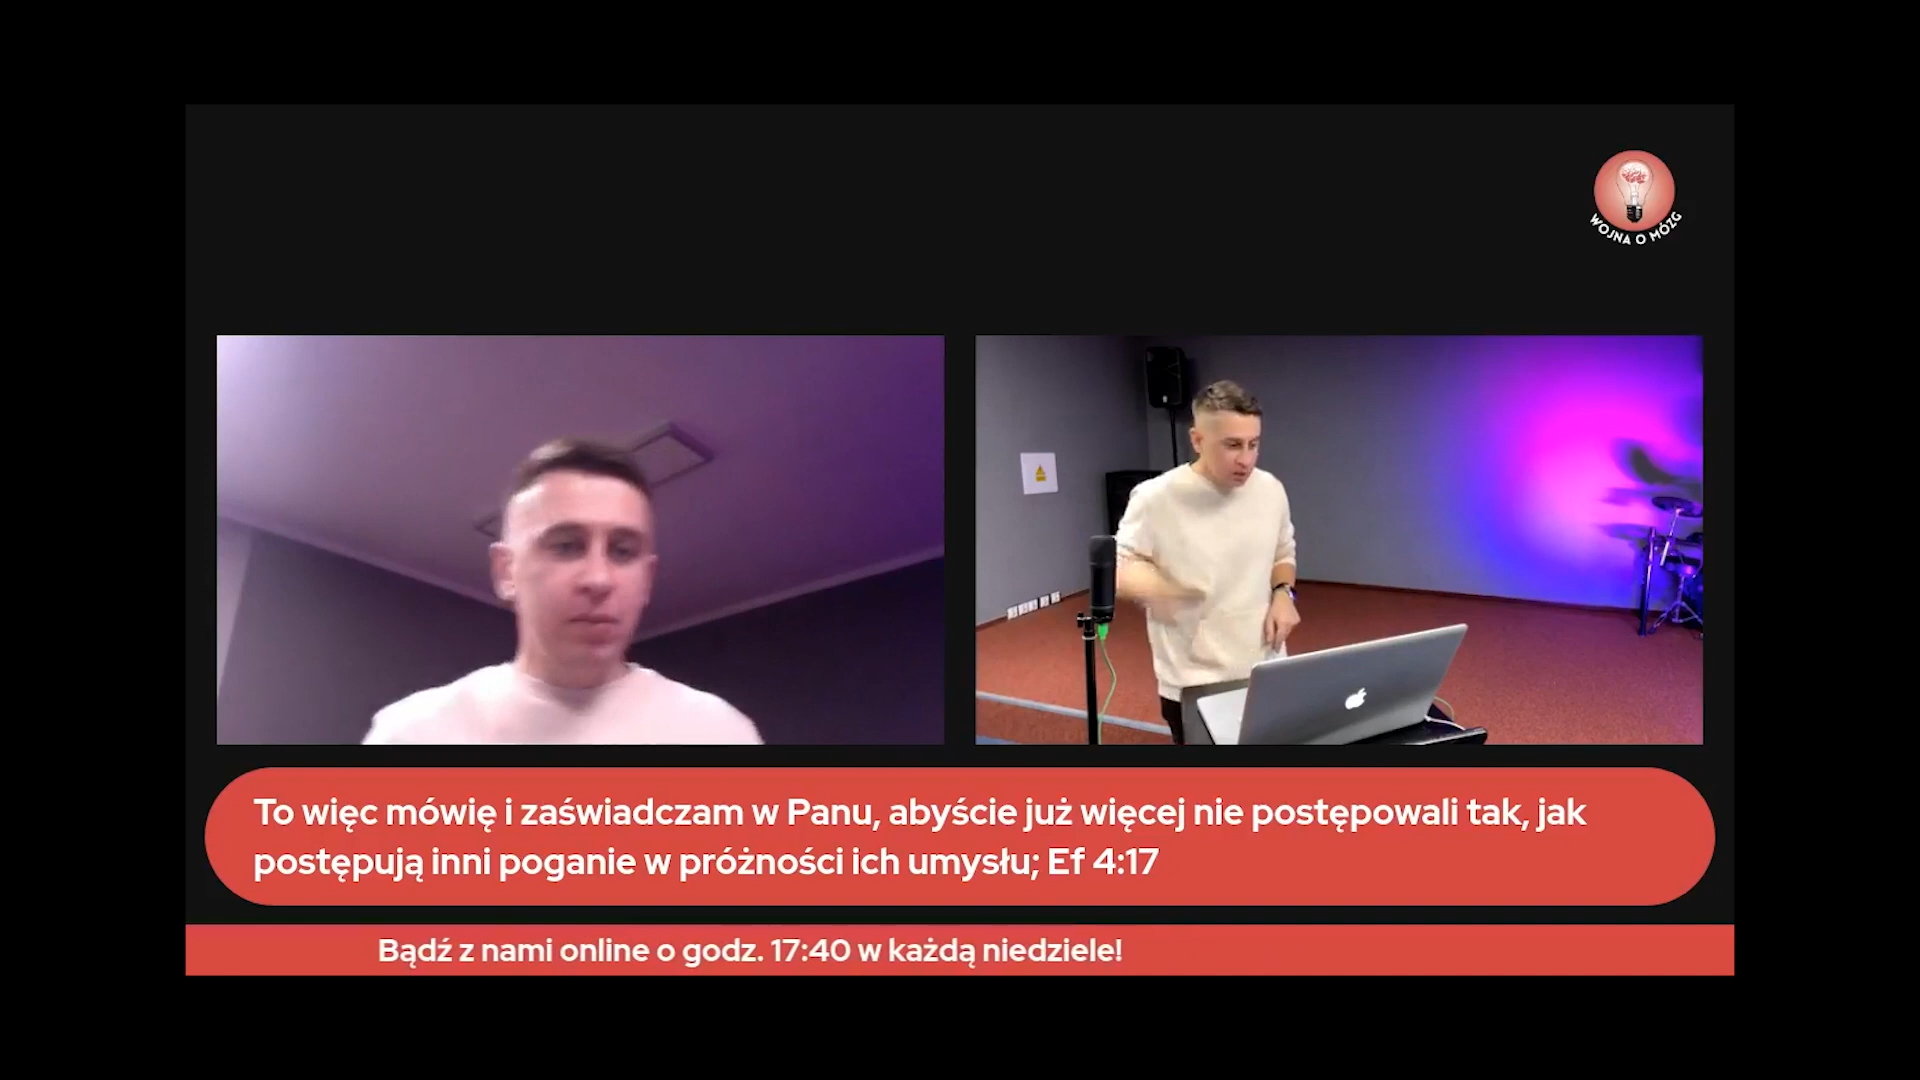 WOJNA O MÓZG
To więc mówię i zaświadczam w Panu, abyście już więcej nie postępowali tak, jak
postępują inni poganie w próżności ich umysłu; Ef 4:17
Bądź z nami online o godz. 17:40 w każdą niedziele!